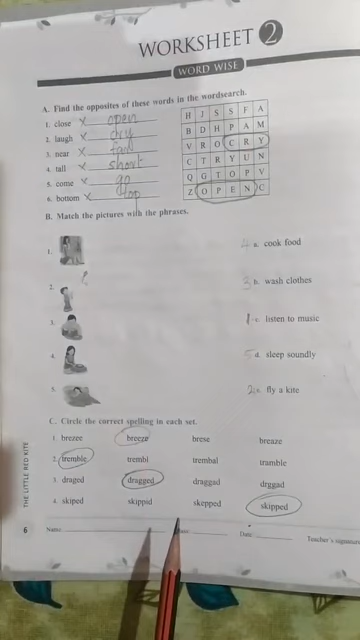 WORKSHEET 2
WORD WISE
A. Find the opposites of these words in the wordsearch.
1. close × open
2. laugh × cry
3. near × far
4. tall × short
5. come × go
6. bottom × top
H J S S F A
B D H P A M
V R O C R Y
C T R Y U N
Q G T O P V
Z O P E N C
B. Match the pictures with the phrases.
1. 4 a. cook food
2. 3 b. wash clothes
3. 1 c. listen to music
4. 5 d. sleep soundly
5. 2 e. fly a kite
C. Circle the correct spelling in each set.
1. brezee breeze brese breaze
2. tremble trembl trembal tramble
3. draged dragged draggad drggad
4. skiped skippid skepped skipped
THE LITTLE RED KITE
6
Name: Date: Teacher's signature